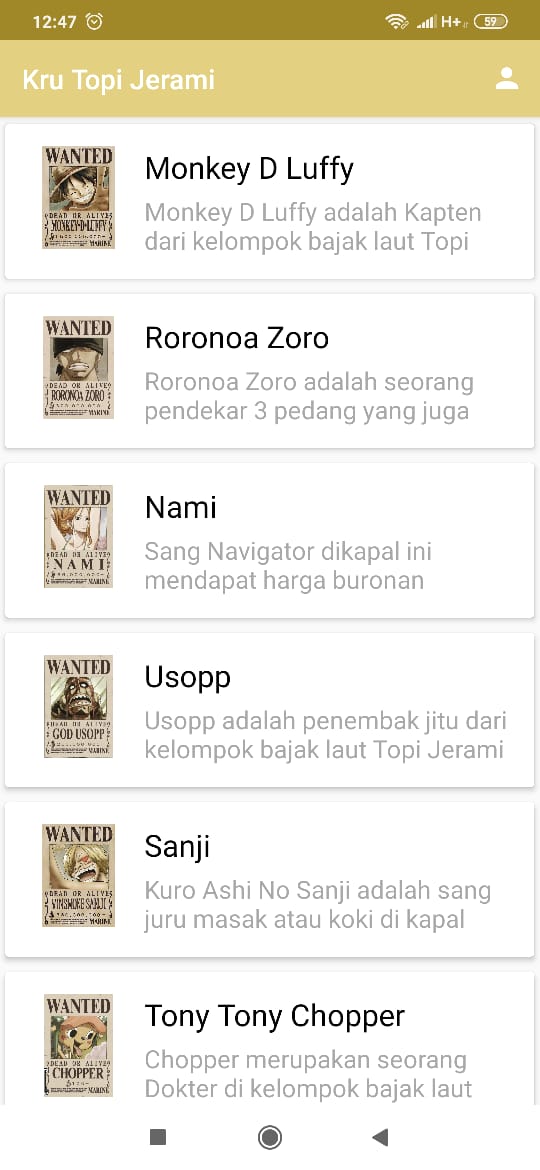 12:47
H+
59
Kru Topi Jerami
WANTED
DEAD OR ALIVE
MONKEY·D·LUFFY
MARINE
Monkey D Luffy
Monkey D Luffy adalah Kapten
dari kelompok bajak laut Topi
WANTED
DEAD OR ALIVE
RORONOA ZORO
MARINE
Roronoa Zoro
Roronoa Zoro adalah seorang
pendekar 3 pedang yang juga
WANTED
DEAD OR ALIVE
NAMI
MARINE
Nami
Sang Navigator dikapal ini
mendapat harga buronan
WANTED
DEAD OR ALIVE
GOD USOPP
MARINE
Usopp
Usopp adalah penembak jitu dari
kelompok bajak laut Topi Jerami
WANTED
DEAD OR ALIVE
VINSMOKE SANJI
MARINE
Sanji
Kuro Ashi No Sanji adalah sang
juru masak atau koki di kapal
WANTED
DEAD OR ALIVE
CHOPPER
MARINE
Tony Tony Chopper
Chopper merupakan seorang
Dokter di kelompok bajak laut